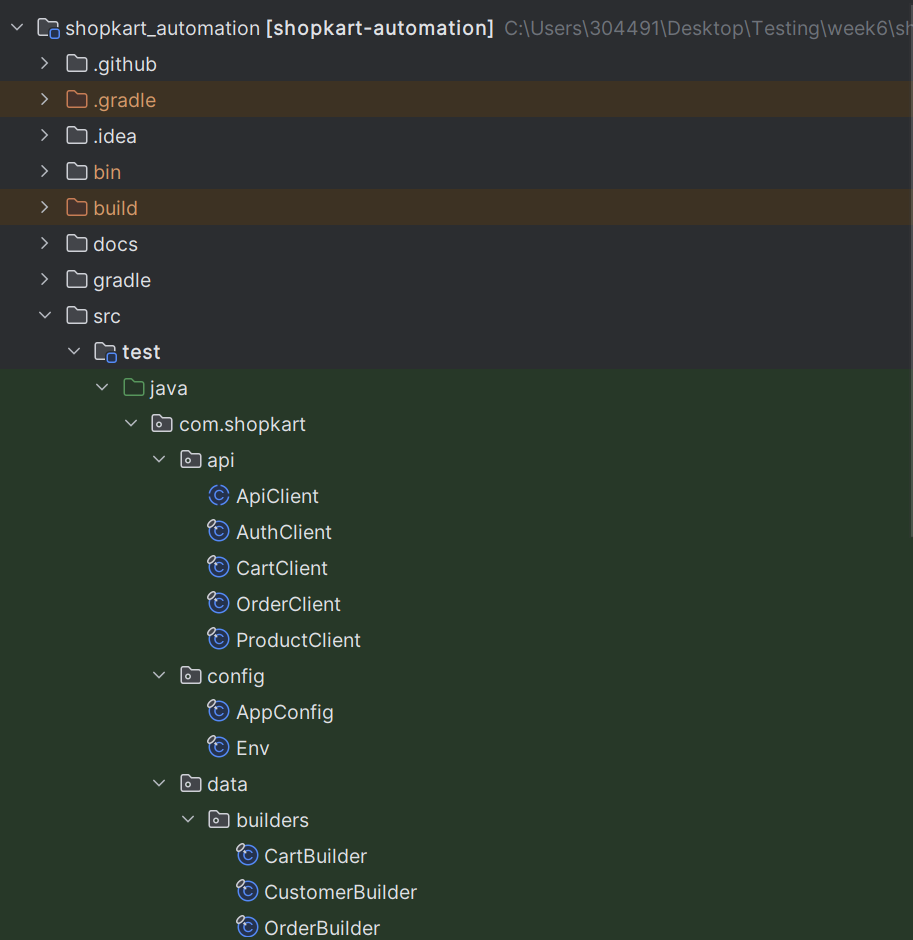 shopkart_automation [shopkart-automation] C:\Users\304491\Desktop\Testing\week6\sh
.github
.gradle
.idea
bin
build
docs
gradle
src
test
java
com.shopkart
api
ApiClient
AuthClient
CartClient
OrderClient
ProductClient
config
AppConfig
Env
data
builders
CartBuilder
CustomerBuilder
OrderBuilder